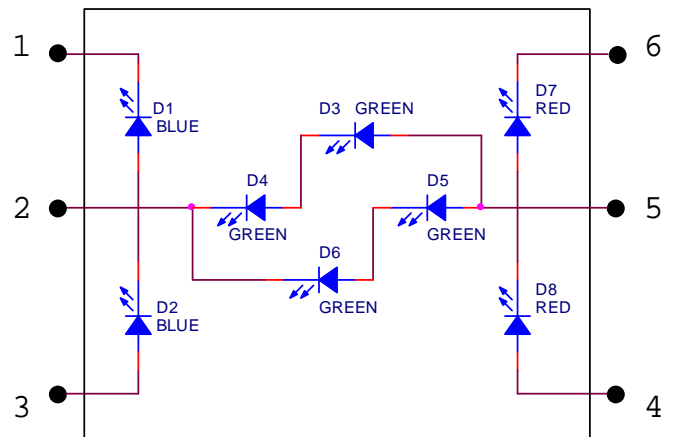 1
6
D1
BLUE
D3 GREEN
D7
RED
2
D4
GREEN
D5
GREEN
5
D6
GREEN
D2
BLUE
D8
RED
3
4